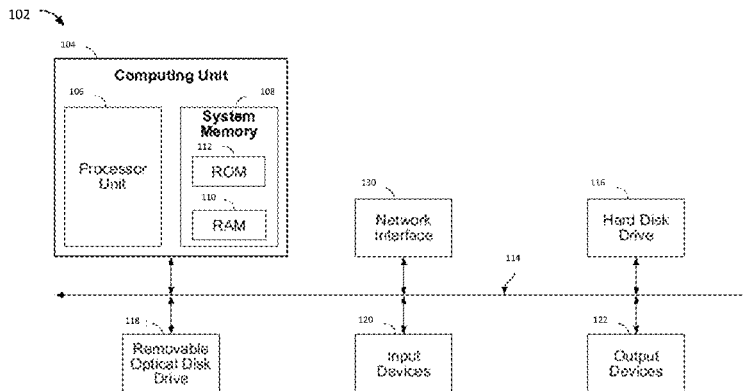 102
104
Computing Unit
106
108
Processor
Unit
System
Memory
112
ROM
110
RAM
130
Network
Interface
116
Hard Disk
Drive
114
118
Removable
Optical Disk
Drive
120
Input
Devices
122
Output
Devices